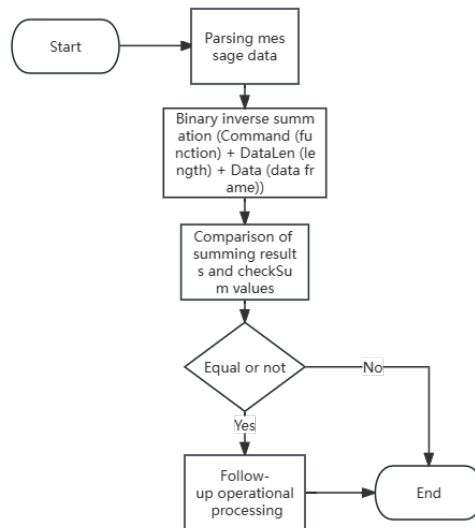 Start
Parsing mes
sage data
Binary inverse summ
ation (Command (fu
nction) + DataLen (le
ngth) + Data (data fr
ame))
Comparison of
summing result
s and checkSu
m values
Equal or not
No
Yes
Follow-
up operational
processing
End